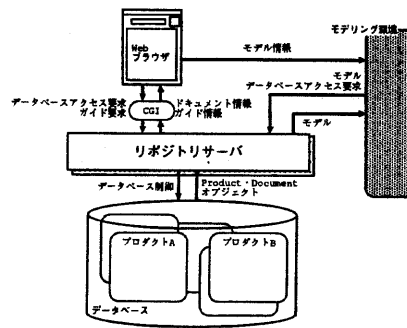 Web
ブラウザ
モデリング環境
モデル情報
モデル
データベースアクセス要求
データベースアクセス要求
ガイド要求
CGI
ドキュメント情報
ガイド情報
モデル
リポジトリサーバ
データベース制御
Product・Document
オブジェクト
プロダクトA
プロダクトB
データベース